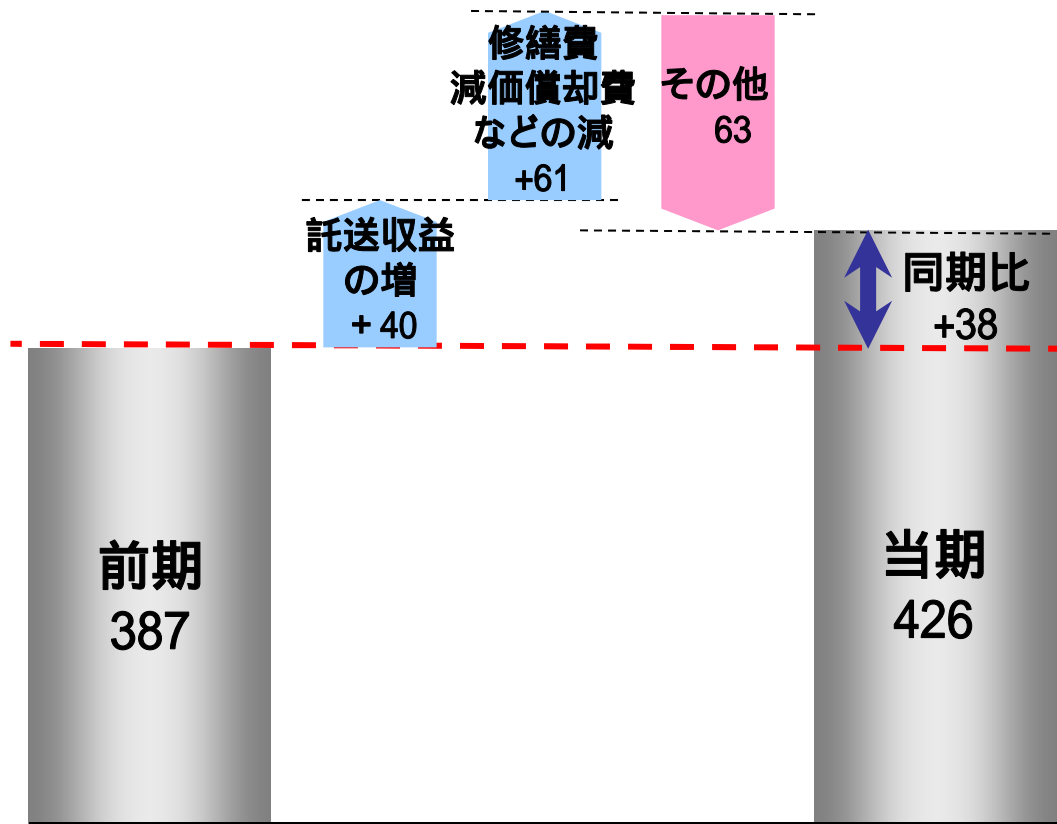 修繕費
減価償却費
などの減
+61
その他
63
託送収益
の増
+ 40
同期比
+38
前期
387
当期
426